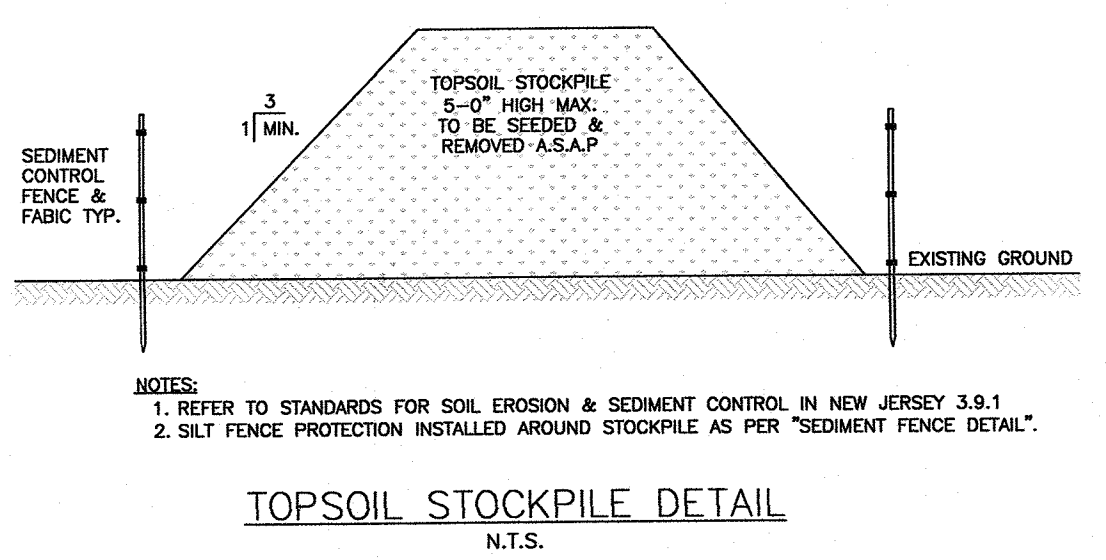 TOPSOIL STOCKPILE
5-0" HIGH MAX.
TO BE SEEDED &
REMOVED A.S.A.P
3
1 MIN.
SEDIMENT
CONTROL
FENCE &
FABIC TYP.
EXISTING GROUND
NOTES:
1. REFER TO STANDARDS FOR SOIL EROSION & SEDIMENT CONTROL IN NEW JERSEY 3.9.1
2. SILT FENCE PROTECTION INSTALLED AROUND STOCKPILE AS PER "SEDIMENT FENCE DETAIL".
TOPSOIL STOCKPILE DETAIL
N.T.S.